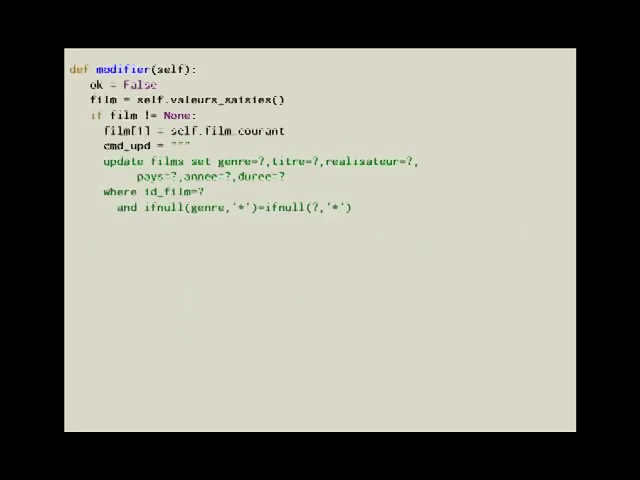 def modifier(self):
ok = False
film = self.valeurs_saisies()
if film != None:
film[1] = self.film_courant
cmd_upd = """
update films set genre=?,titre=?,realisateur=?,
pays=?,annee=?,duree=?
where id_film=?
and ifnull(genre,'*')=ifnull(?,'*')